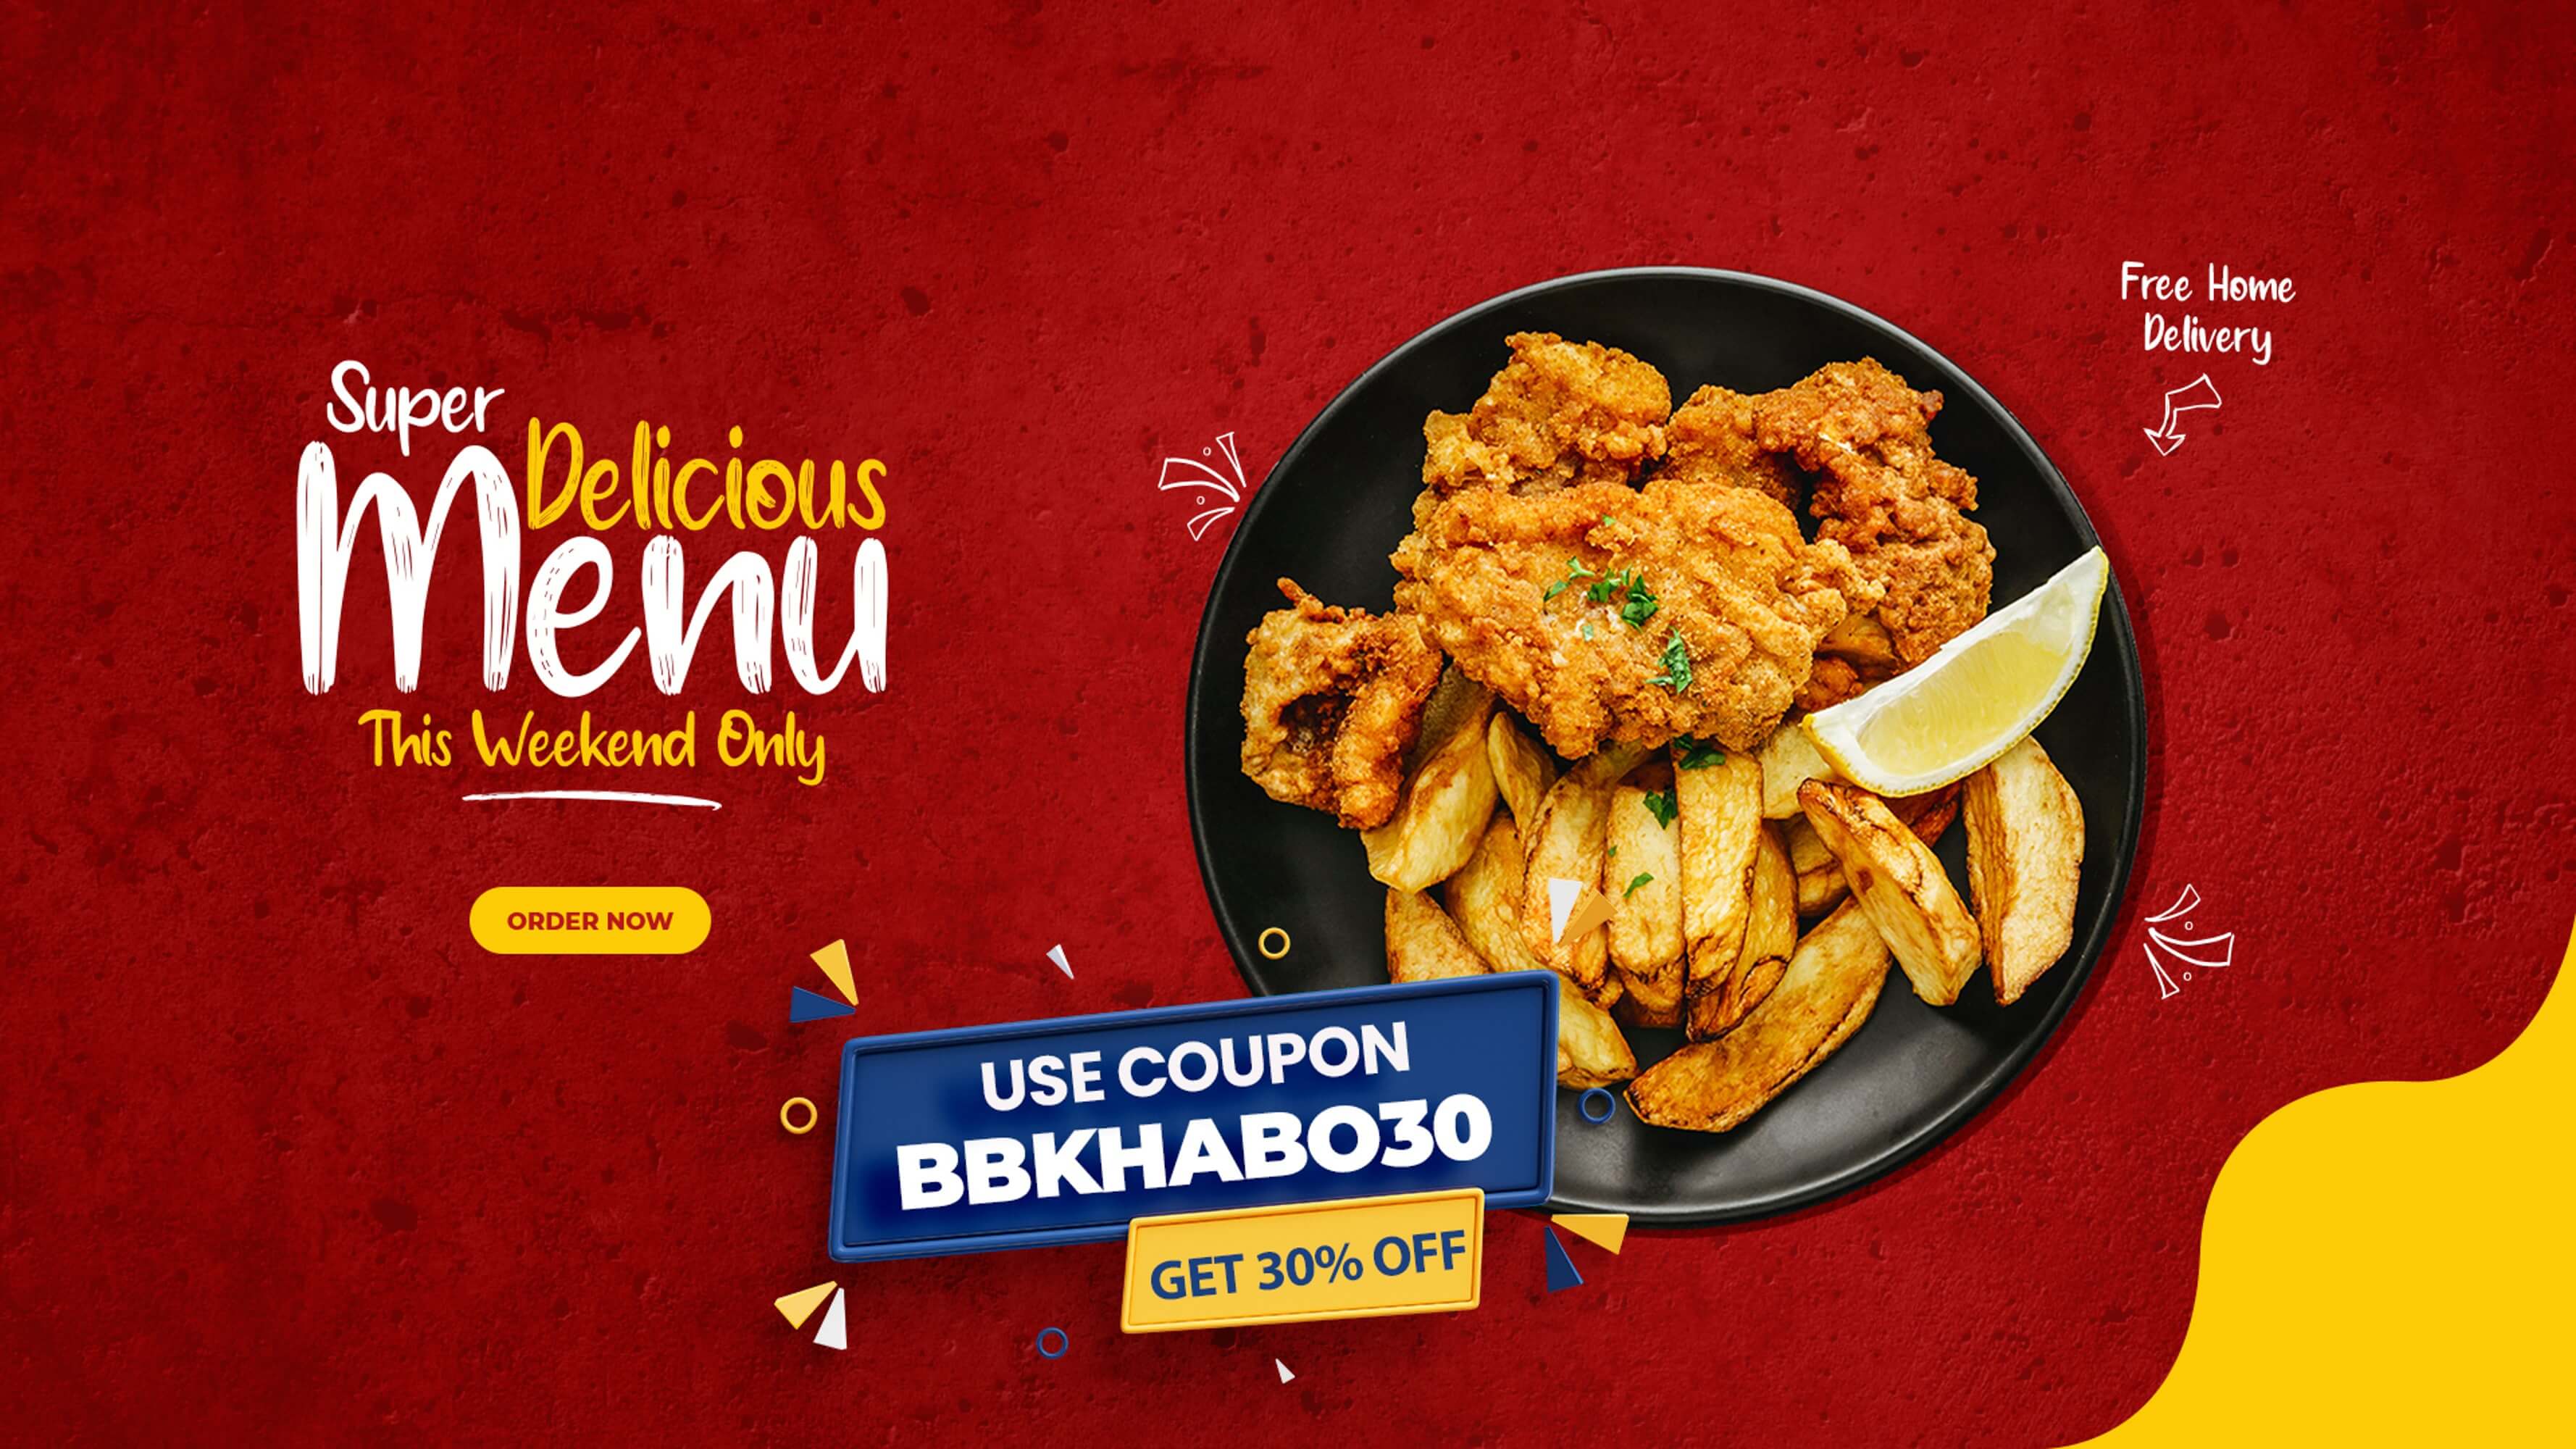 Super
Delicious
Menu
This Weekend Only
ORDER NOW
Free Home
Delivery
USE COUPON
BBKHABO30
GET 30% OFF